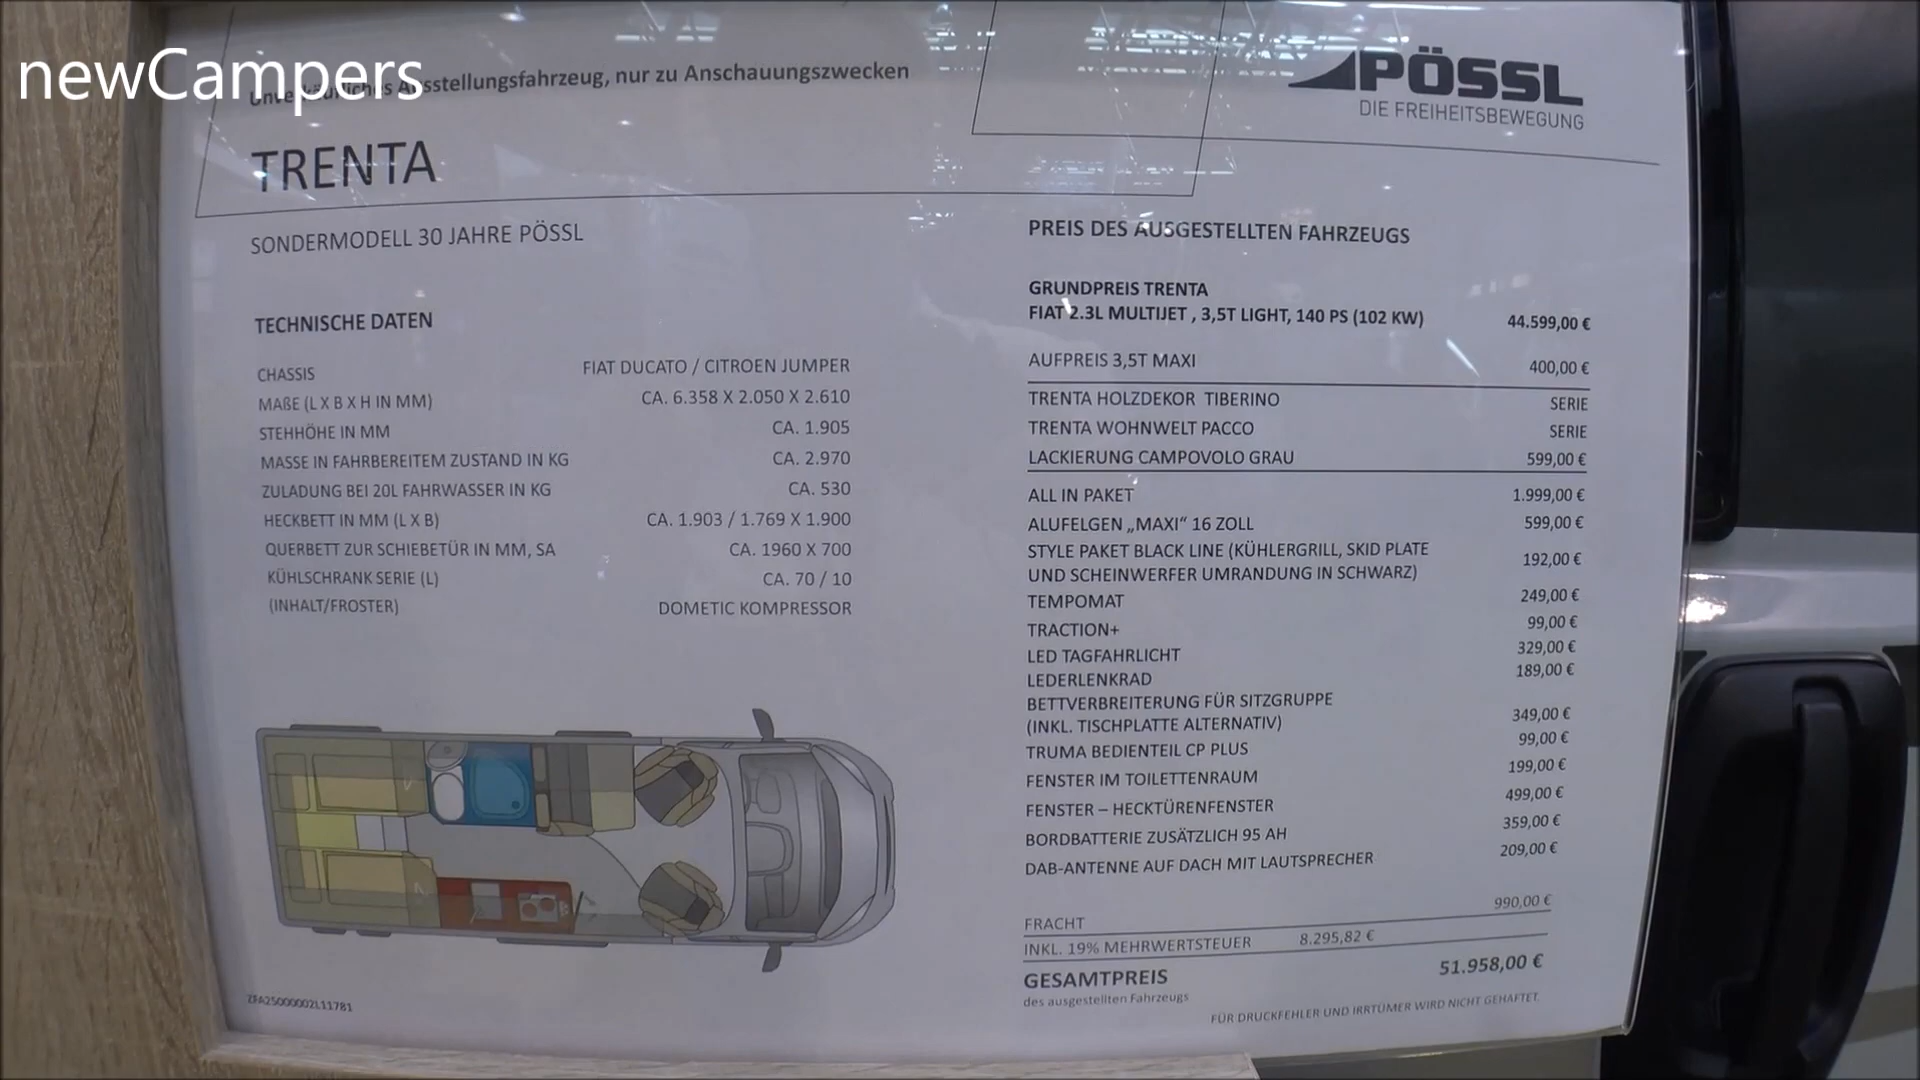 newCampers
Ausstellungsfahrzeug, nur zu Anschauungszwecken
PÖSSL
DIE FREIHEITSBEWEGUNG
TRENTA
SONDERMODELL 30 JAHRE PÖSSL
TECHNISCHE DATEN
CHASSIS FIAT DUCATO / CITROEN JUMPER
MAßE (L X B X H IN MM) CA. 6.358 X 2.050 X 2.610
STEHHÖHE IN MM CA. 1.905
MASSE IN FAHRBEREITEM ZUSTAND IN KG CA. 2.970
ZULADUNG BEI 20L FAHRWASSER IN KG CA. 530
HECKBETT IN MM (L X B) CA. 1.903 / 1.769 X 1.900
QUERBETT ZUR SCHIEBETÜR IN MM, SA CA. 1960 X 700
KÜHLSCHRANK SERIE (L) CA. 70 / 10
(INHALT/FROSTER) DOMETIC KOMPRESSOR
ZFA25000002L11781
PREIS DES AUSGESTELLTEN FAHRZEUGS
GRUNDPREIS TRENTA
FIAT 2.3L MULTIJET , 3,5T LIGHT, 140 PS (102 KW) 44.599,00 €
AUFPREIS 3,5T MAXI 400,00 €
TRENTA HOLZDEKOR TIBERINO SERIE
TRENTA WOHNWELT PACCO SERIE
LACKIERUNG CAMPOVOLO GRAU 599,00 €
ALL IN PAKET 1.999,00 €
ALUFELGEN „MAXI“ 16 ZOLL 599,00 €
STYLE PAKET BLACK LINE (KÜHLERGRILL, SKID PLATE
UND SCHEINWERFER UMRANDUNG IN SCHWARZ) 192,00 €
TEMPOMAT 249,00 €
TRACTION+ 99,00 €
LED TAGFAHRLICHT 329,00 €
LEDERLENKRAD 189,00 €
BETTVERBREITERUNG FÜR SITZGRUPPE
(INKL. TISCHPLATTE ALTERNATIV) 349,00 €
TRUMA BEDIENTEIL CP PLUS 99,00 €
FENSTER IM TOILETTENRAUM 199,00 €
FENSTER – HECKTÜRENFENSTER 499,00 €
BORDBATTERIE ZUSÄTZLICH 95 AH 359,00 €
DAB-ANTENNE AUF DACH MIT LAUTSPRECHER 209,00 €
FRACHT 990,00 €
INKL. 19% MEHRWERTSTEUER 8.295,82 €
GESAMTPREIS 51.958,00 €
des ausgestellten Fahrzeugs
FÜR DRUCKFEHLER UND IRRTÜMER WIRD NICHT GEHAFTET.